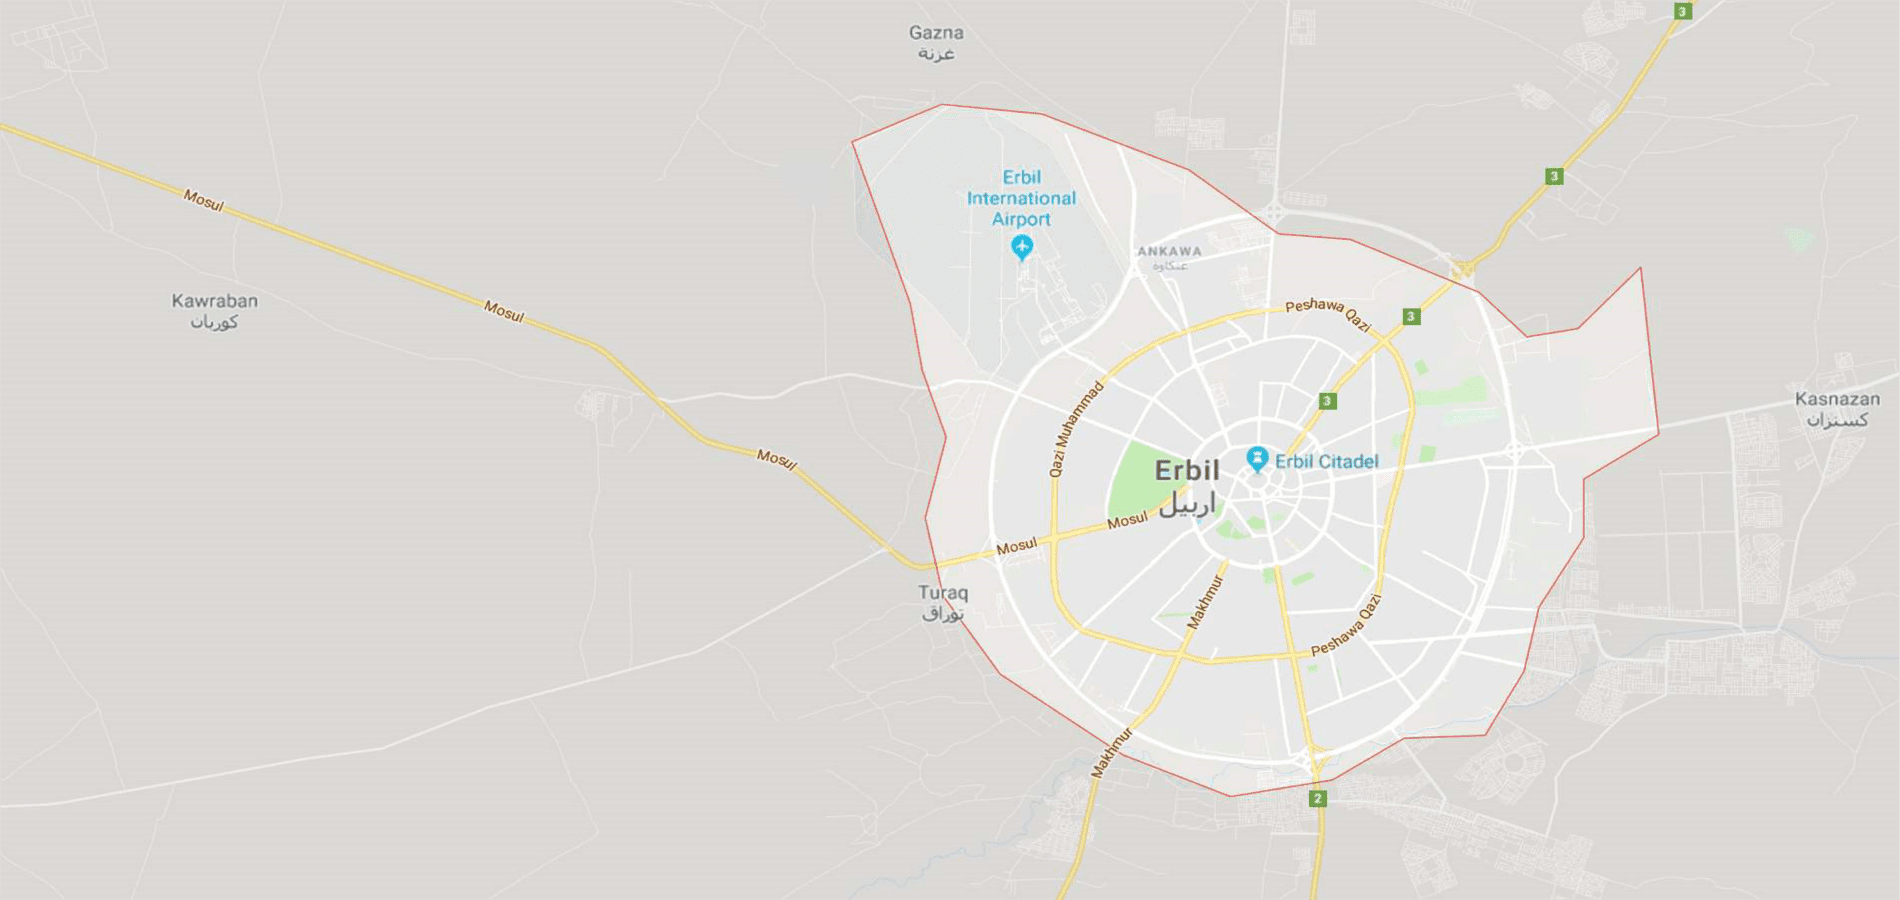 3
Gazna
غزنة
3
Erbil
International
Airport
Mosul
ANKAWA
عنكاوة
Kawraban
كوربان
Mosul
Peshawa Qazi
3
Qazi Muhammad
3
Kasnazan
كسنزان
Mosul
Erbil
اربيل
Erbil Citadel
Mosul
Mosul
Turaq
توراق
Makhmur
Peshawa Qazi
Makhmur
2